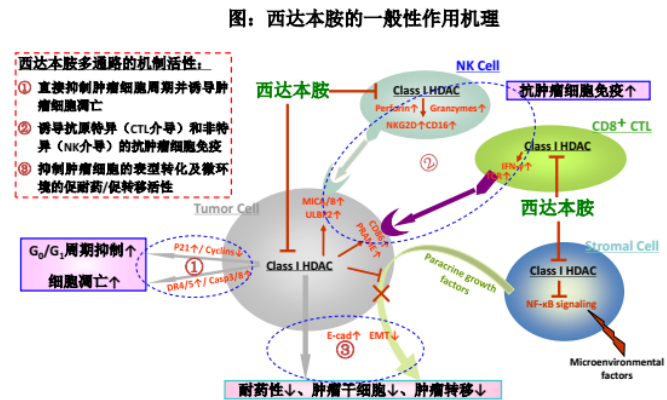 图：西达本胺的一般性作用机理
西达本胺多通路的机制活性：
① 直接抑制肿瘤细胞周期并诱导肿
瘤细胞凋亡
② 诱导抗原特异（CTL介导）和非特
异（NK介导）的抗肿瘤细胞免疫
③ 抑制肿瘤细胞的表型转化及微环
境的促耐药/促转移活性
NK Cell
西达本胺
Class I HDAC
Perforin↑ Granzymes↑
NKG2D↑CD16↑
抗肿瘤细胞免疫↑
CD8+ CTL
Class I HDAC
IFN-γ↑
TCR↑
②
西达本胺
Tumor Cell
MICA/B↑
ULBP2↑
CD86↑
PRAME↑
Stromal Cell
G0/G1周期抑制↑
细胞凋亡↑
P21↑/ Cyclins↓
①
DR4/5↑/ Casp3/8↑
Class I HDAC
Paracrine growth
factors
Class I HDAC
NF-κB signaling
E-cad↑ EMT↓
③
Microenvironmental
factors
耐药性↓、肿瘤干细胞↓、肿瘤转移↓